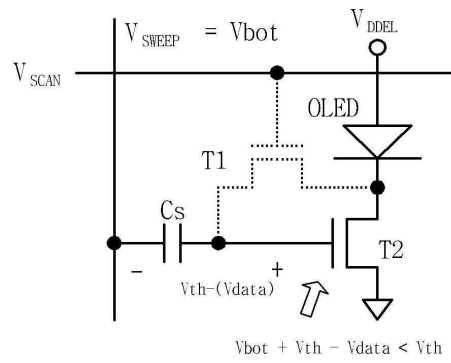 V_SWEEP = Vbot
V_DDEL
V_SCAN
OLED
T1
Cs
T2
- +
Vth-(Vdata)
Vbot + Vth - Vdata < Vth